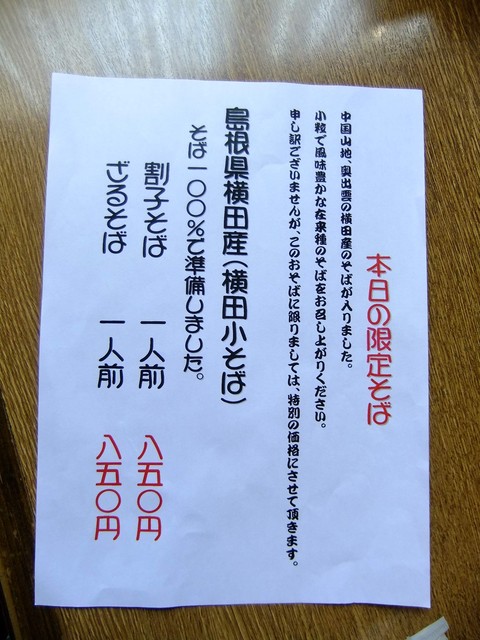 本日の限定そば
中国山地、奥出雲の横田産のそばが入りました。
小粒で風味豊かな在来種のそばをお召し上がりください。
申し訳ございませんが、このおそばに限りましては、特別の価格にさせて頂きます。
島根県横田産(横田小そば)
そば一〇〇%で準備しました。
割子そば 一人前 八五〇円
ざるそば 一人前 八五〇円